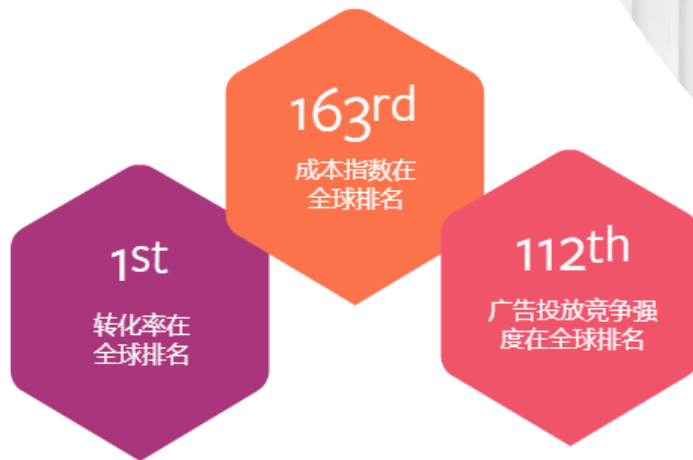 163rd
成本指数在
全球排名
1st
转化率在
全球排名
112th
广告投放竞争强
度在全球排名